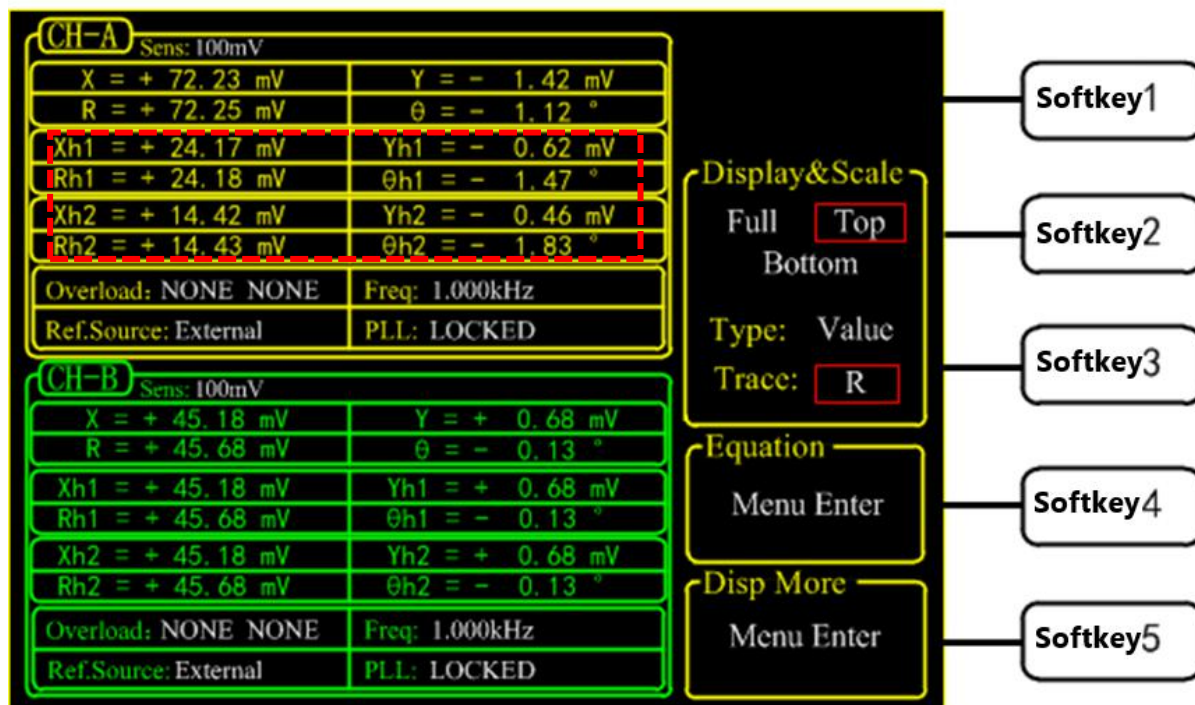 CH-A Sens: 100mV
X = + 72.23 mV Y = - 1.42 mV
R = + 72.25 mV θ = - 1.12 °
Xh1 = + 24.17 mV Yh1 = - 0.62 mV
Rh1 = + 24.18 mV θh1 = - 1.47 °
Xh2 = + 14.42 mV Yh2 = - 0.46 mV
Rh2 = + 14.43 mV θh2 = - 1.83 °
Overload: NONE NONE Freq: 1.000kHz
Ref.Source: External PLL: LOCKED
CH-B Sens: 100mV
X = + 45.18 mV Y = + 0.68 mV
R = + 45.68 mV θ = - 0.13 °
Xh1 = + 45.18 mV Yh1 = + 0.68 mV
Rh1 = + 45.68 mV θh1 = - 0.13 °
Xh2 = + 45.18 mV Yh2 = + 0.68 mV
Rh2 = + 45.68 mV θh2 = - 0.13 °
Overload: NONE NONE Freq: 1.000kHz
Ref.Source: External PLL: LOCKED
Display&Scale
Full Top
Bottom
Type: Value
Trace: R
Equation
Menu Enter
Disp More
Menu Enter
Softkey1
Softkey2
Softkey3
Softkey4
Softkey5